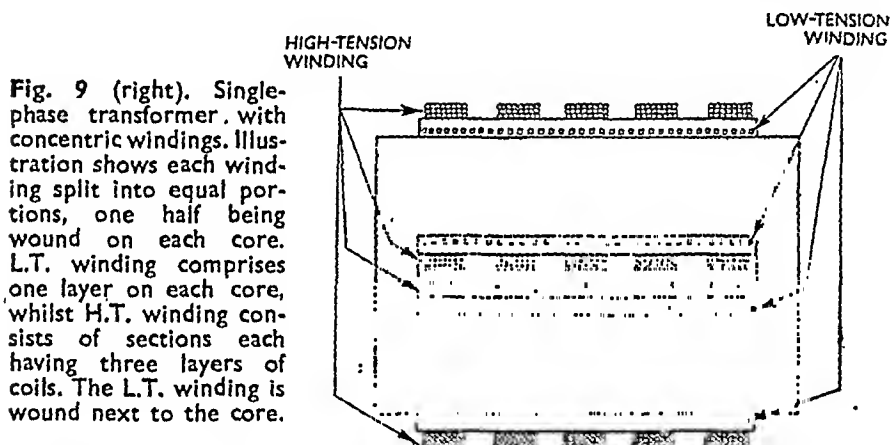 HIGH-TENSION
WINDING
LOW-TENSION
WINDING
Fig. 9 (right). Single-
phase transformer. with
concentric windings. Illus-
tration shows each wind-
ing split into equal por-
tions, one half being
wound on each core.
L.T. winding comprises
one layer on each core,
whilst H.T. winding con-
sists of sections each
having three layers of
coils. The L.T. winding is
wound next to the core.